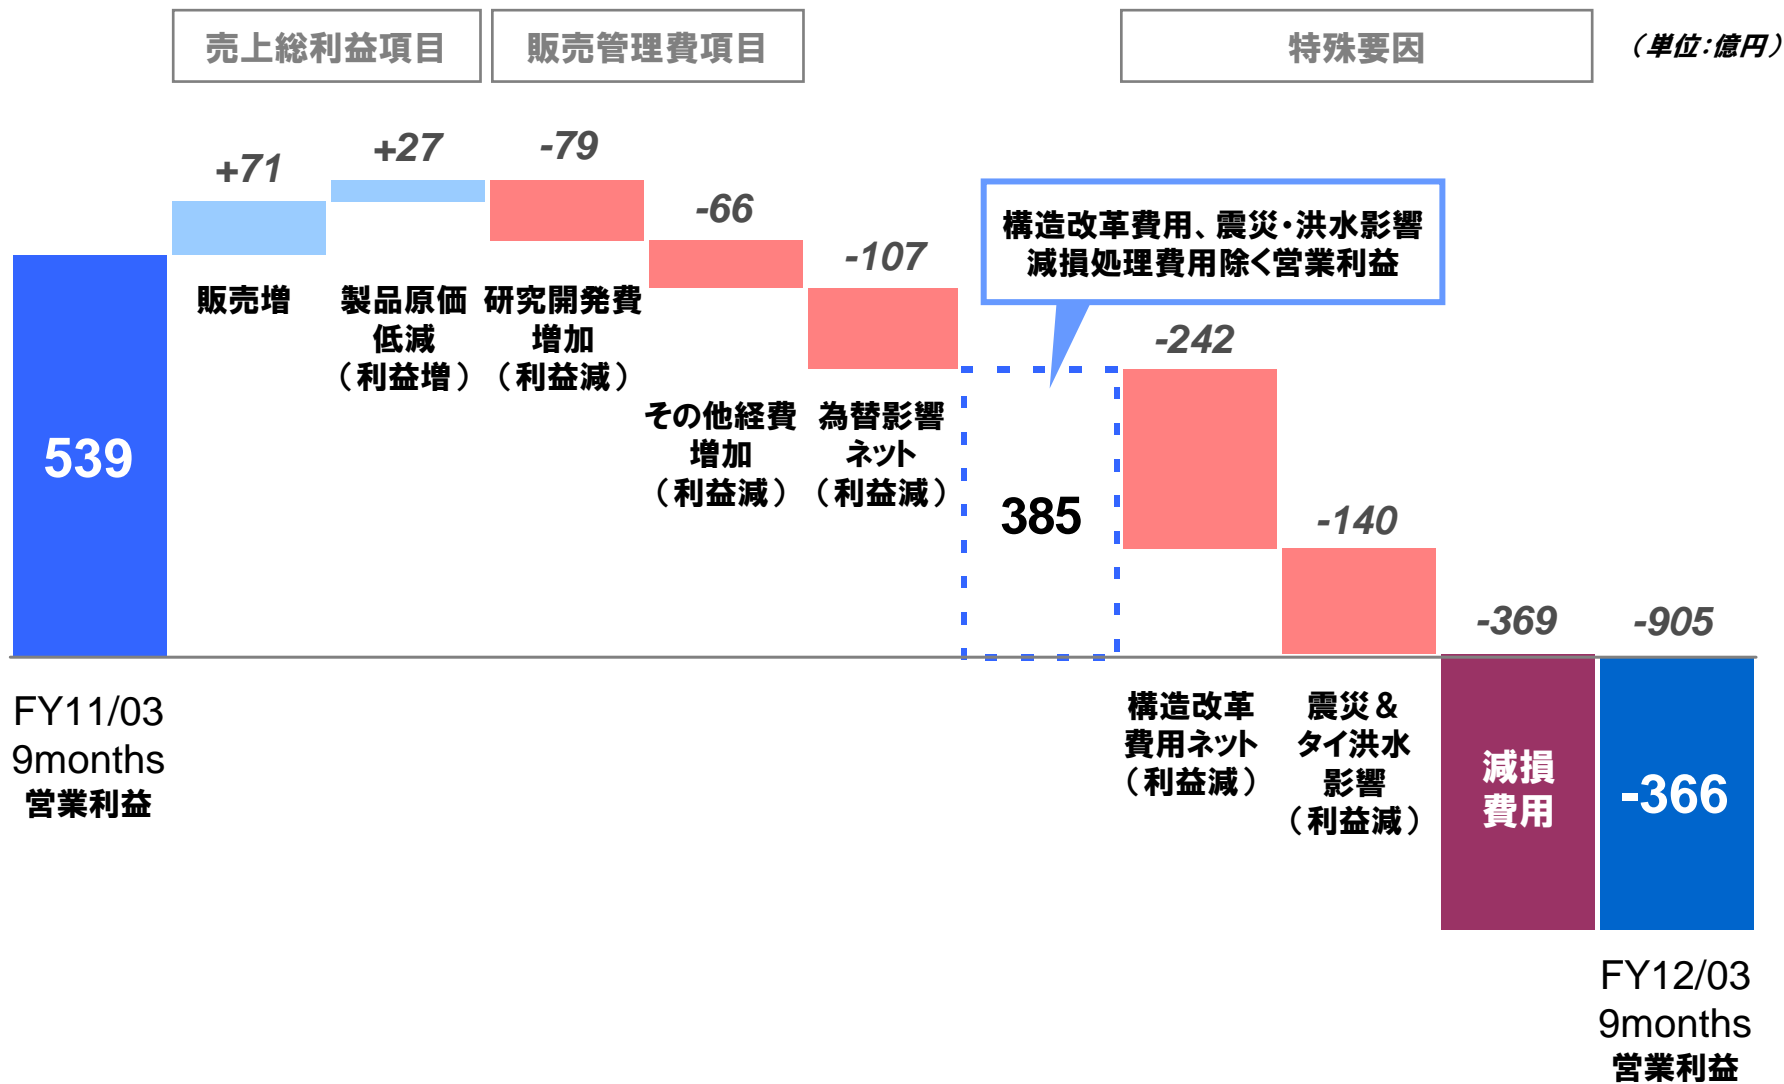 売上総利益項目
販売管理費項目
特殊要因
（単位：億円）
+71
+27
-79
-66
-107
構造改革費用、震災・洪水影響
減損処理費用除く営業利益
-242
-140
-369
-905
販売増
製品原価
低減
（利益増）
研究開発費
増加
（利益減）
その他経費
増加
（利益減）
為替影響
ネット
（利益減）
539
385
構造改革
費用ネット
（利益減）
震災＆
タイ洪水
影響
（利益減）
減損
費用
-366
FY11/03
9months
営業利益
FY12/03
9months
営業利益